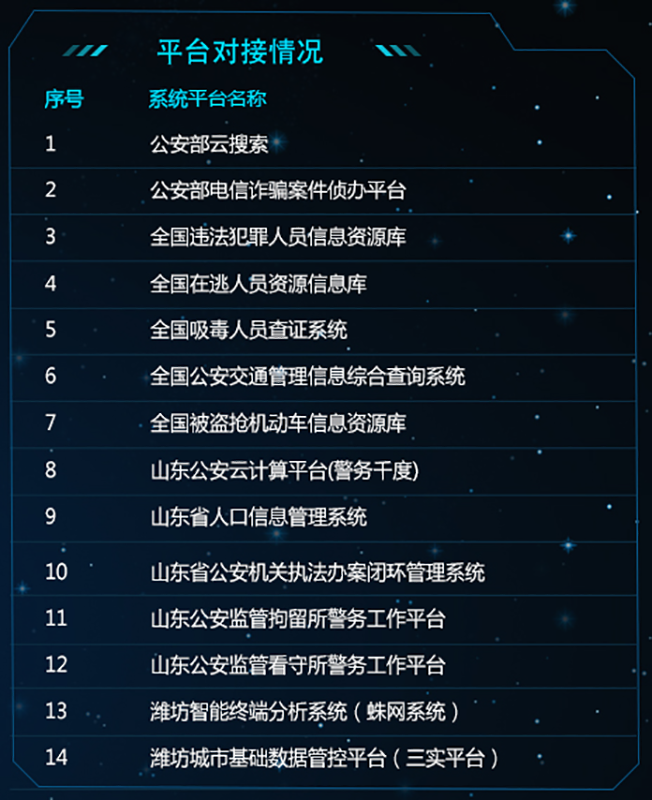 平台对接情况
序号 系统平台名称
1 公安部云搜索
2 公安部电信诈骗案件侦办平台
3 全国违法犯罪人员信息资源库
4 全国在逃人员资源信息库
5 全国吸毒人员查证系统
6 全国公安交通管理信息综合查询系统
7 全国被盗抢机动车信息资源库
8 山东公安云计算平台(警务千度)
9 山东省人口信息管理系统
10 山东省公安机关执法办案闭环管理系统
11 山东公安监管拘留所警务工作平台
12 山东公安监管看守所警务工作平台
13 潍坊智能终端分析系统（蛛网系统）
14 潍坊城市基础数据管控平台（三实平台）